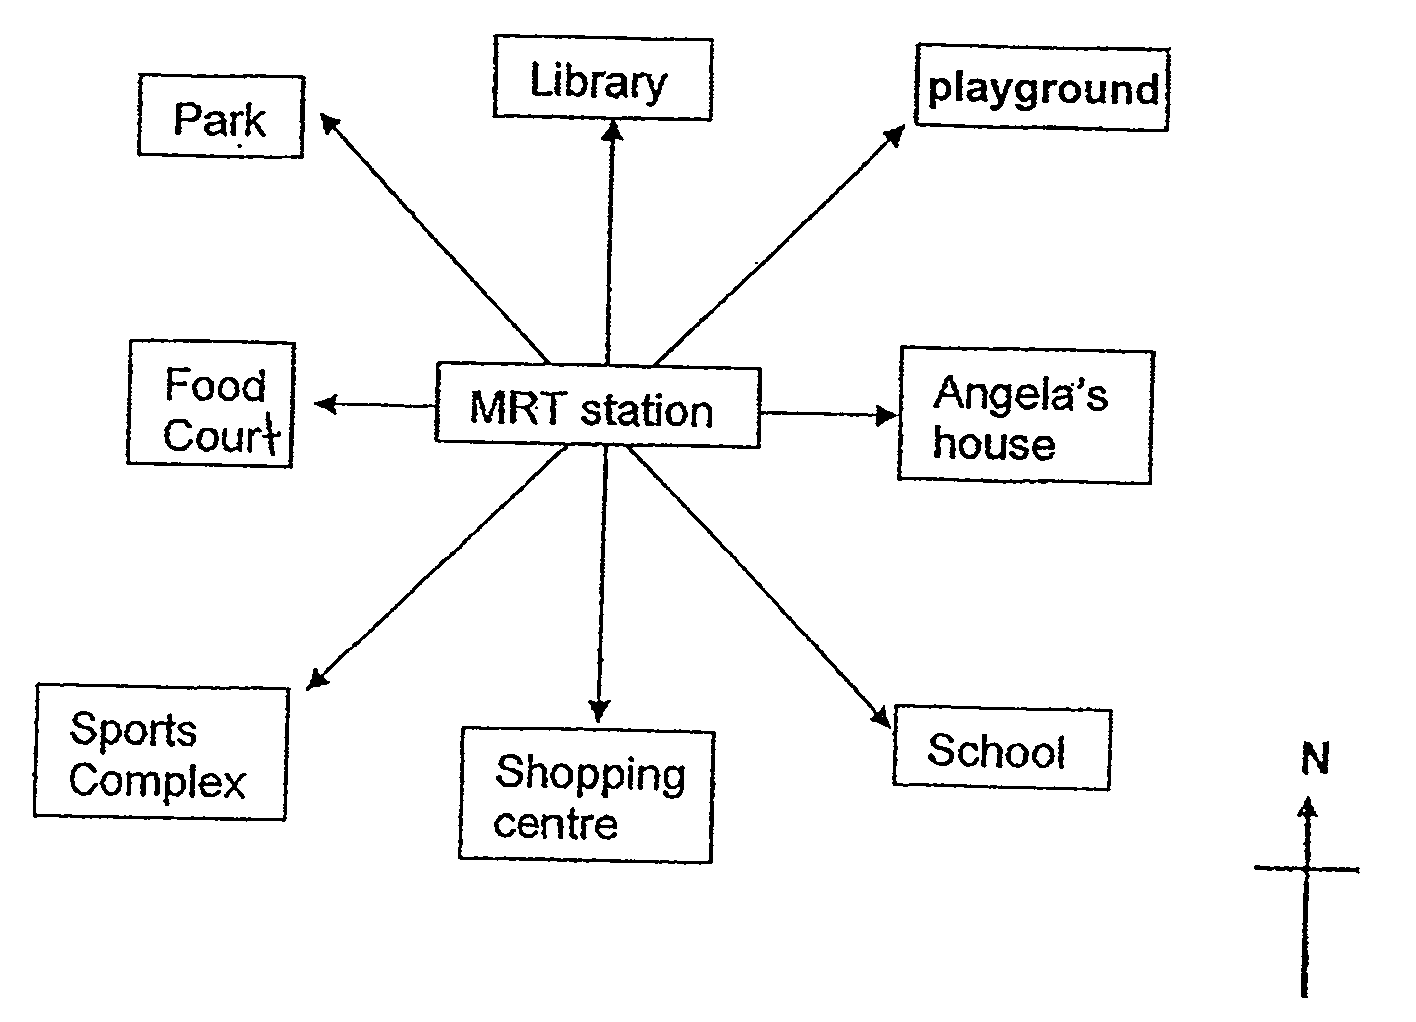 Park
Library
playground
Food
Court
MRT station
Angela's
house
Sports
Complex
Shopping
centre
School
N